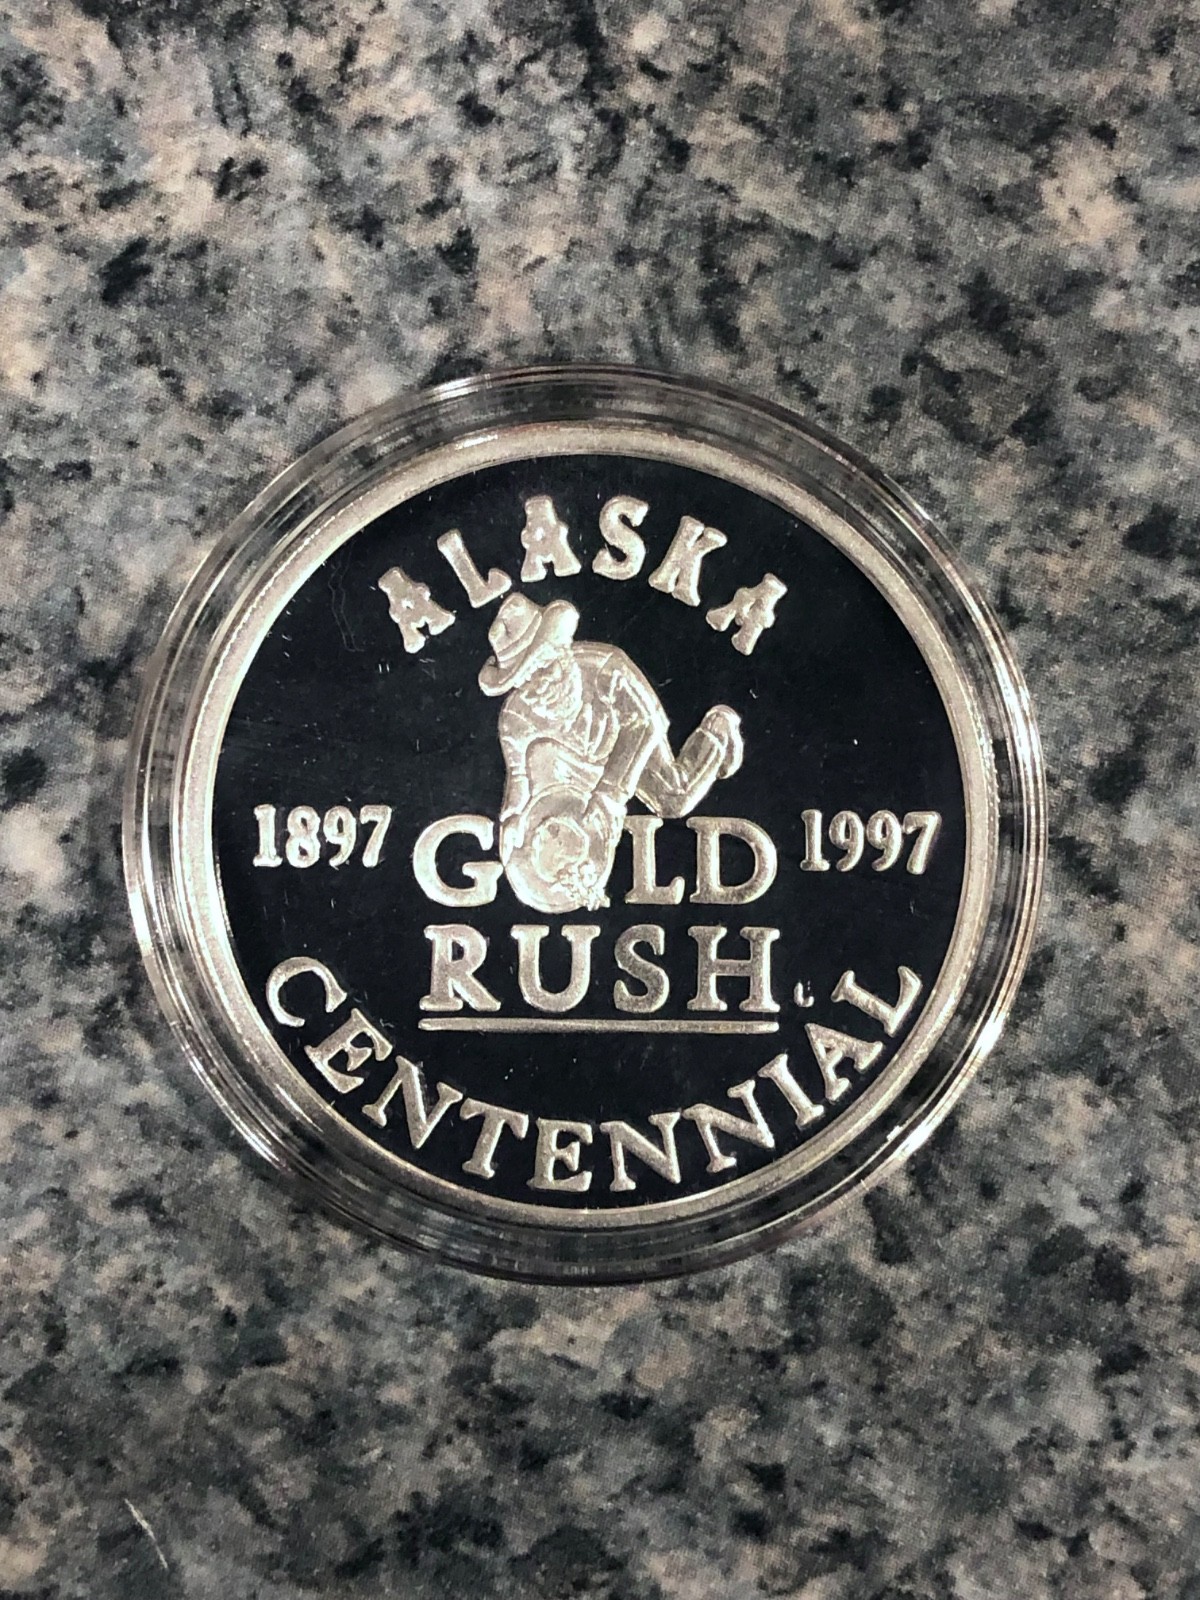 ALASKA
1897 GOLD 1997
RUSH
CENTENNIAL